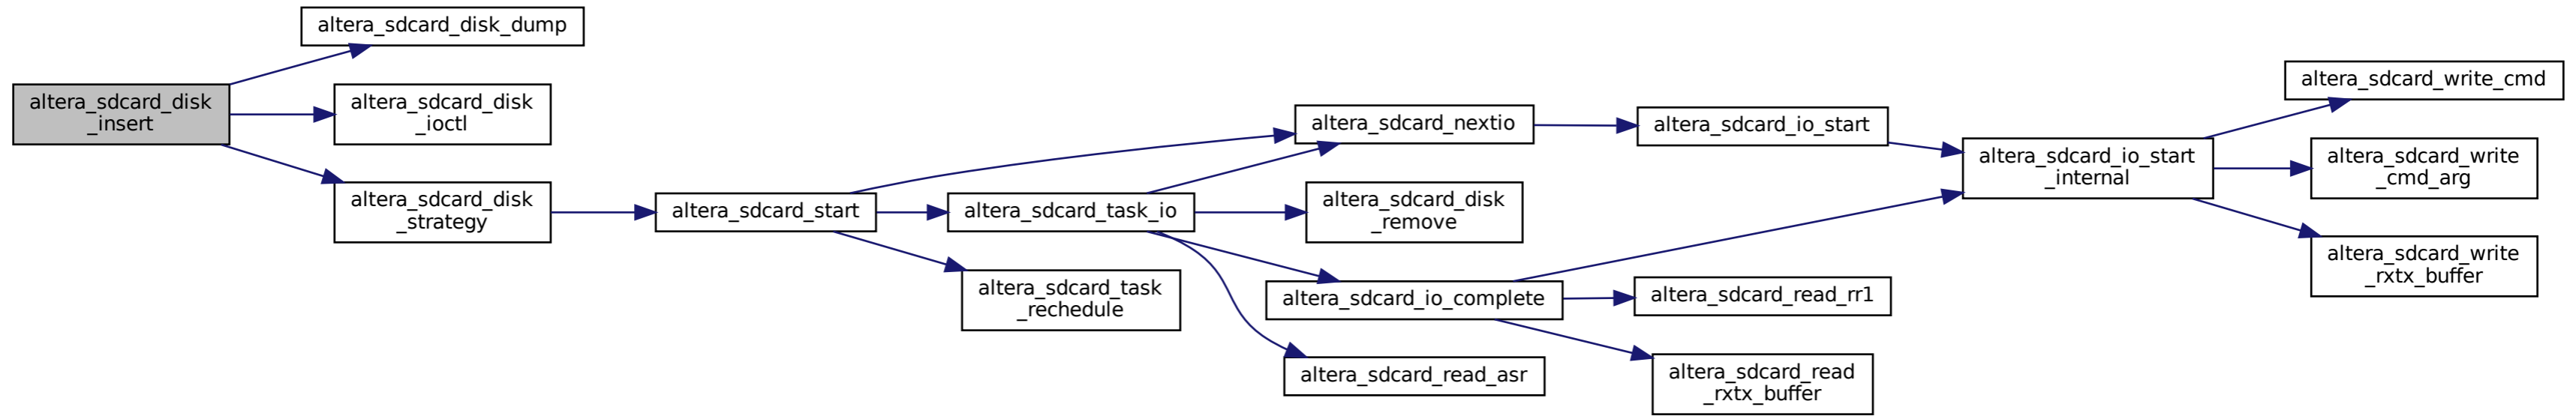 altera_sdcard_disk_dump
altera_sdcard_disk
_insert
altera_sdcard_disk
_ioctl
altera_sdcard_disk
_strategy
altera_sdcard_start
altera_sdcard_task_io
altera_sdcard_task
_rechedule
altera_sdcard_nextio
altera_sdcard_disk
_remove
altera_sdcard_io_complete
altera_sdcard_read_asr
altera_sdcard_io_start
altera_sdcard_read_rr1
altera_sdcard_read
_rxtx_buffer
altera_sdcard_io_start
_internal
altera_sdcard_write_cmd
altera_sdcard_write
_cmd_arg
altera_sdcard_write
_rxtx_buffer